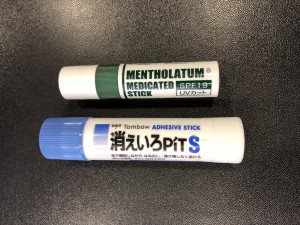 MENTHOLATUM®
MEDICATED SPF19
STICK UVカット
Tombow ADHESIVE STICK
消えいろPiT S